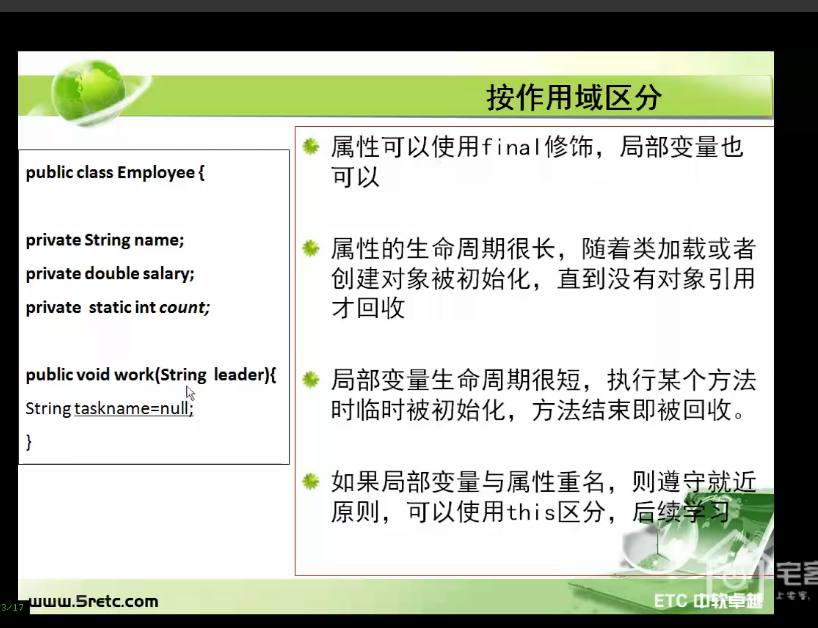 按作用域区分
public class Employee {
private String name;
private double salary;
private static int count;
public void work(String leader){
String taskname=null;
}
属性可以使用final修饰，局部变量也
可以
属性的生命周期很长，随着类加载或者
创建对象被初始化，直到没有对象引用
才回收
局部变量生命周期很短，执行某个方法
时临时被初始化，方法结束即被回收。
如果局部变量与属性重名，则遵守就近
原则，可以使用this区分，后续学习
3/17
www.5retc.com
ETC 中软卓越
宅客